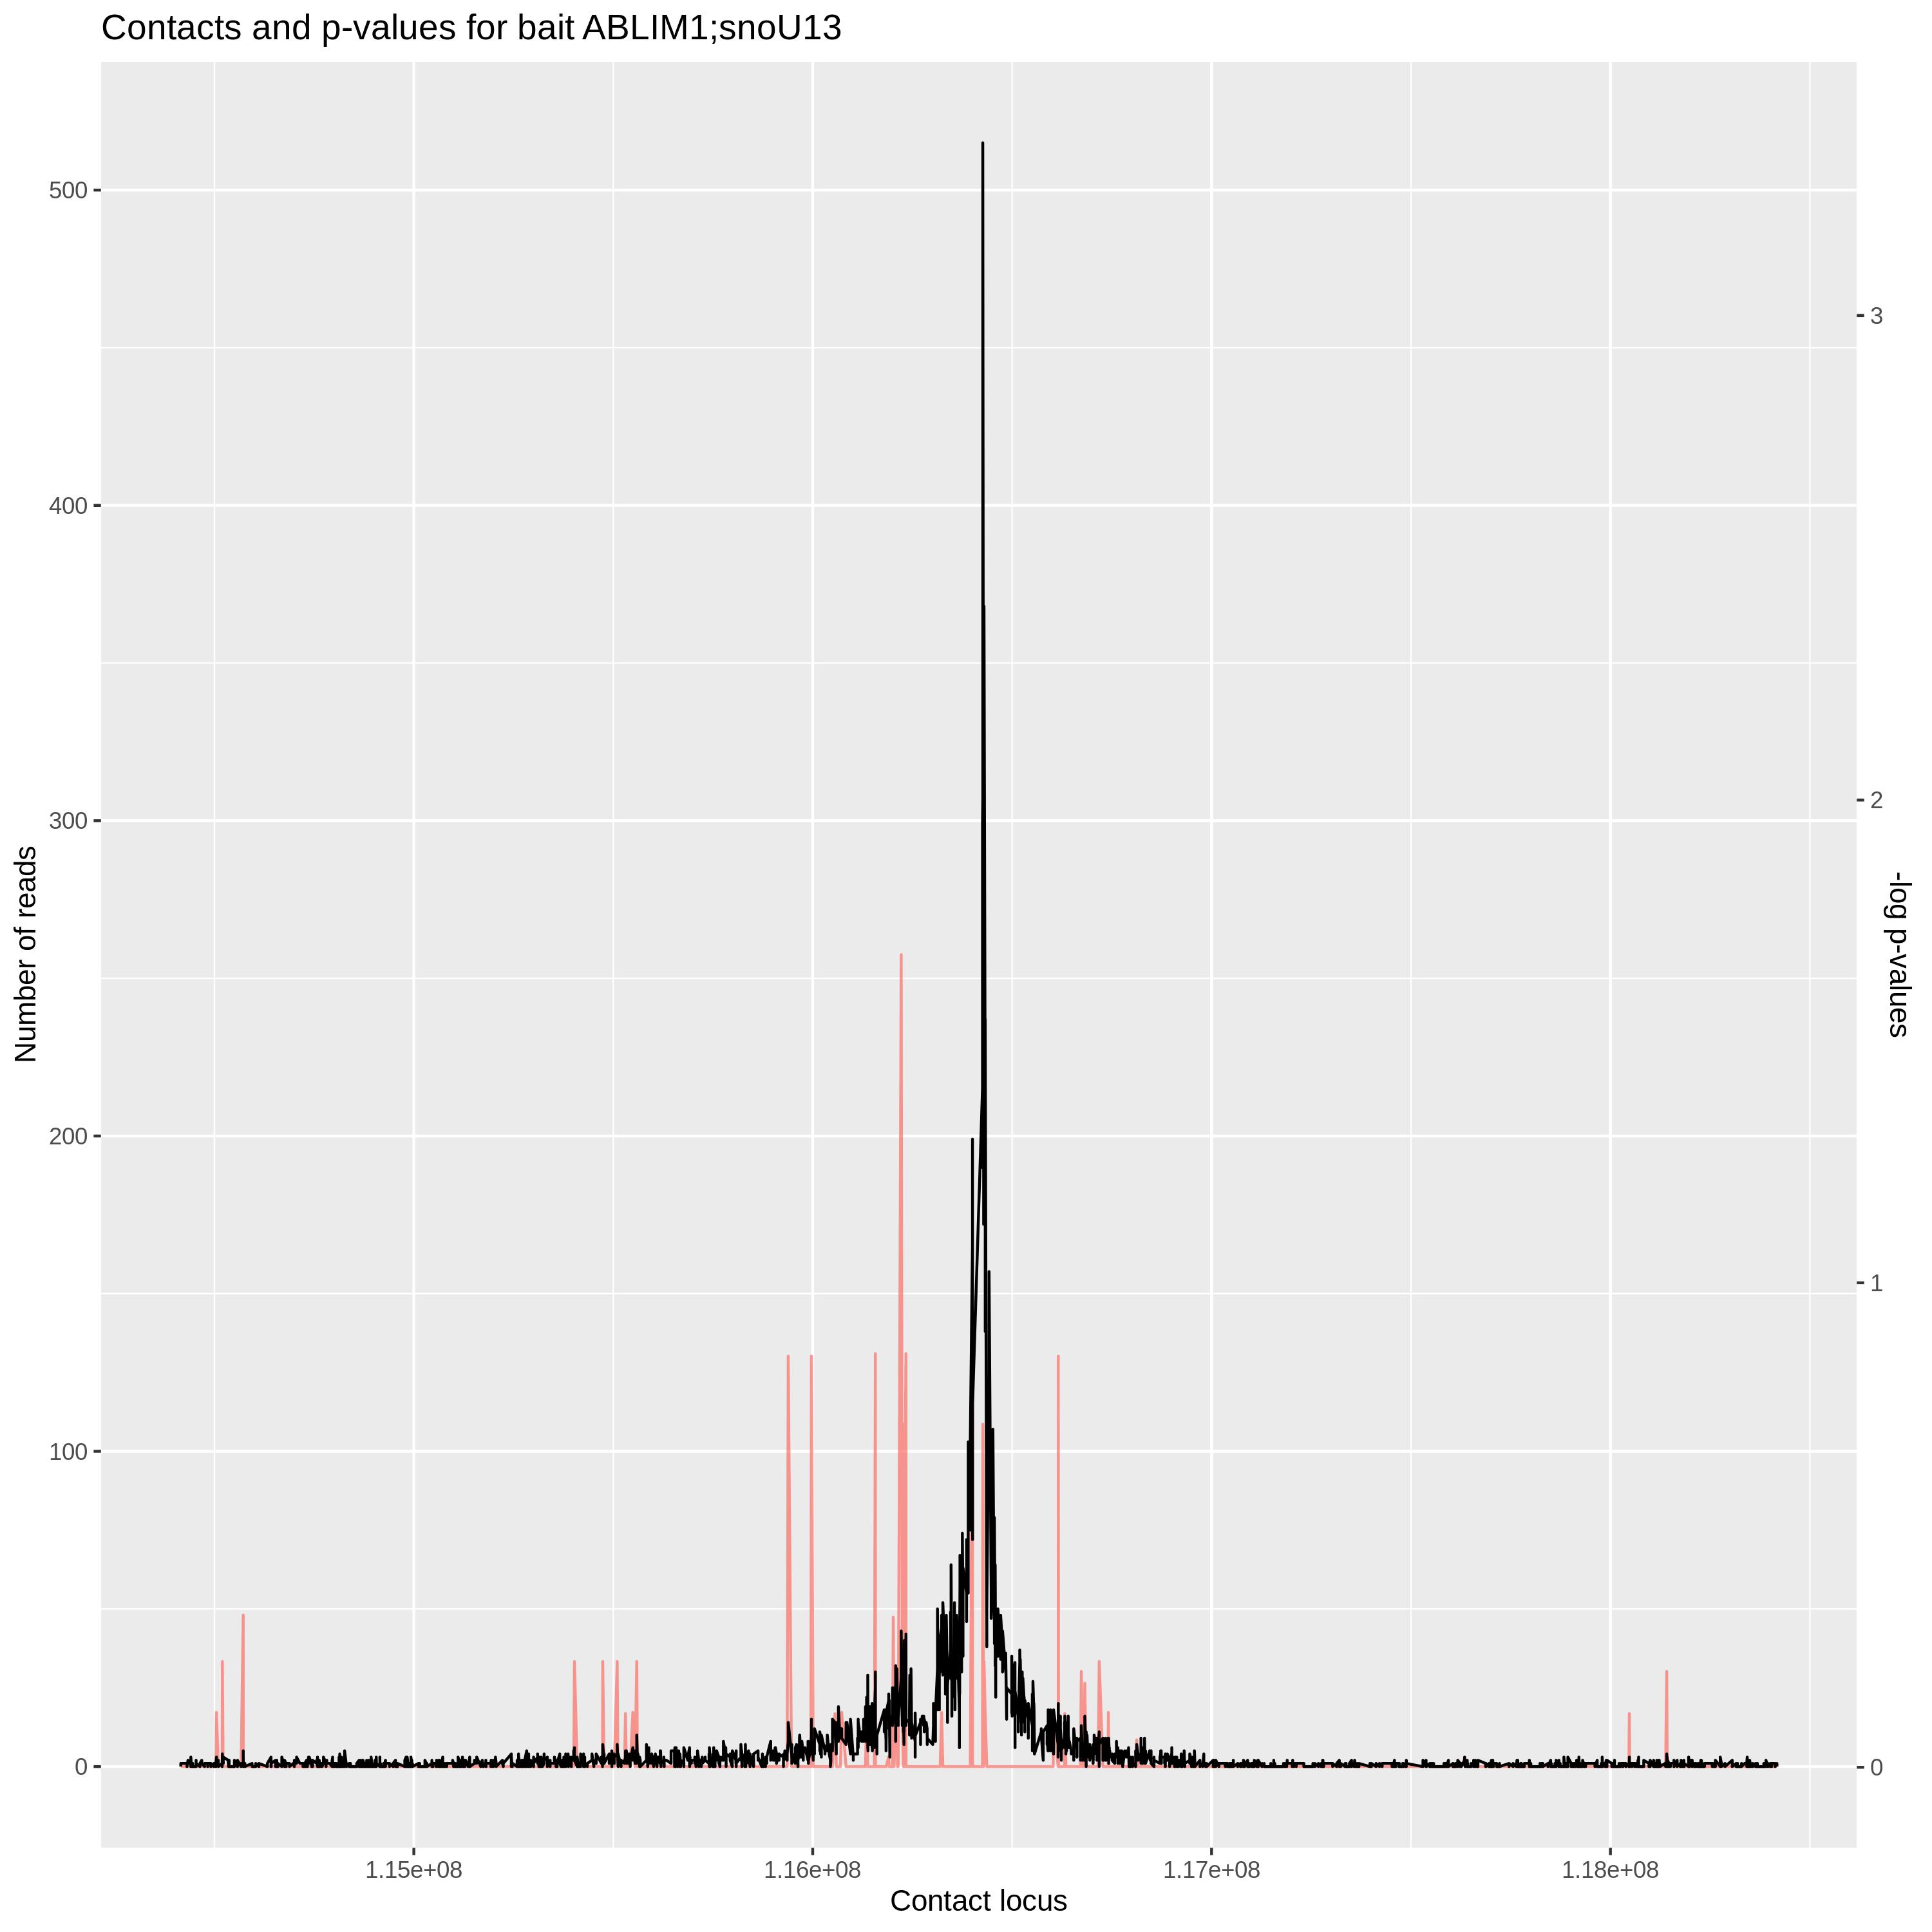 Contacts and p-values for bait ABLIM1;snoU13
500
400
300
200
100
0
Number of reads
3
2
1
0
-log p-values
1.15e+08
1.16e+08
1.17e+08
1.18e+08
Contact locus